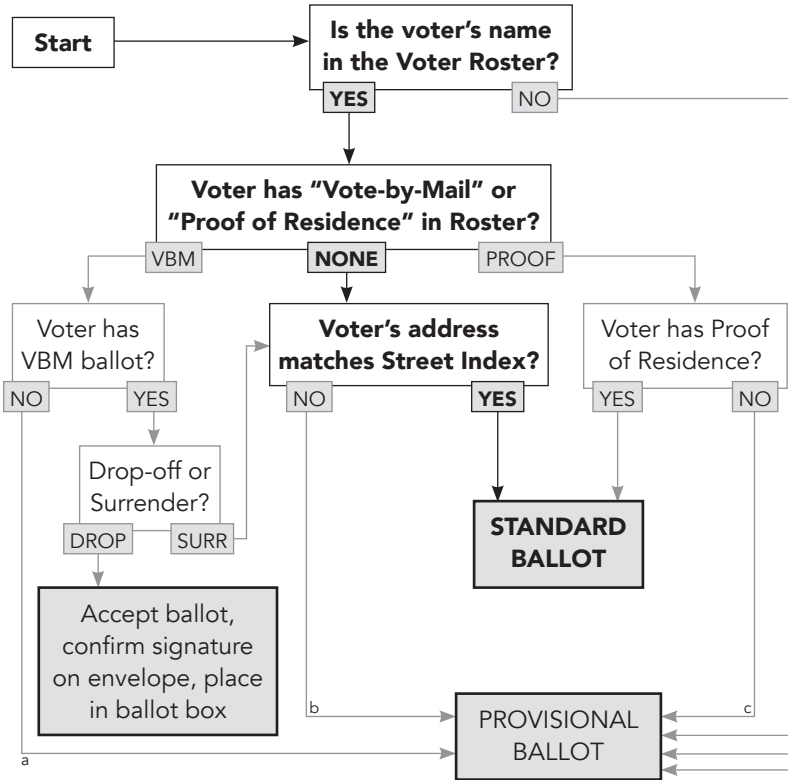 Start
Is the voter’s name
in the Voter Roster?
YES
NO
Voter has “Vote-by-Mail” or
“Proof of Residence” in Roster?
VBM
NONE
PROOF
Voter has
VBM ballot?
Voter’s address
matches Street Index?
Voter has Proof
of Residence?
NO
YES
NO
YES
YES
NO
Drop-off or
Surrender?
DROP
SURR
STANDARD
BALLOT
Accept ballot,
confirm signature
on envelope, place
in ballot box
b
c
a
PROVISIONAL
BALLOT